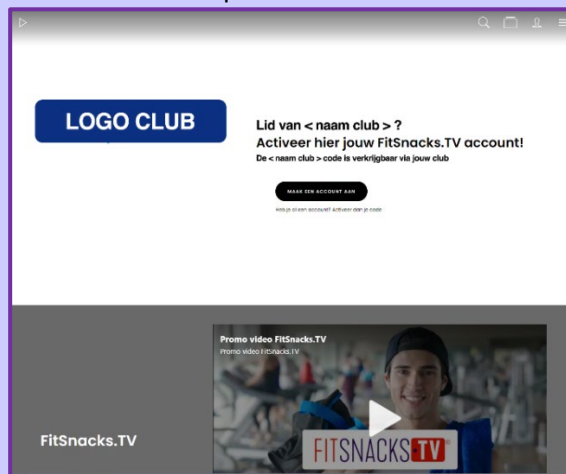 LOGO CLUB
Lid van < naam club > ?
Activeer hier jouw FitSnacks.TV account!
De < naam club > code is verkrijgbaar via jouw club
MAAK EEN ACCOUNT AAN
Heb je al een account? Activeer dan je code
Promo video FitSnacks.TV
Promo video FitSnacks.TV
FITSNACKS TV
FitSnacks.TV